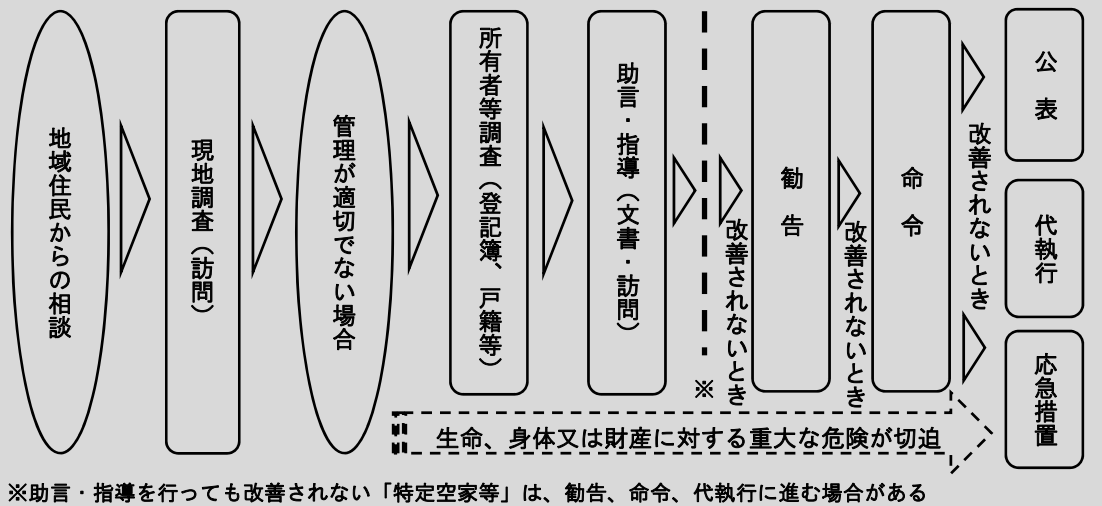 地域住民からの相談
現地調査（訪問）
管理が適切でない場合
所有者等調査（登記簿、戸籍等）
助言・指導（文書・訪問）
※
改善されないとき
勧告
改善されないとき
命令
改善されないとき
公表
代執行
応急措置
生命、身体又は財産に対する重大な危険が切迫
※助言・指導を行っても改善されない「特定空家等」は、勧告、命令、代執行に進む場合がある